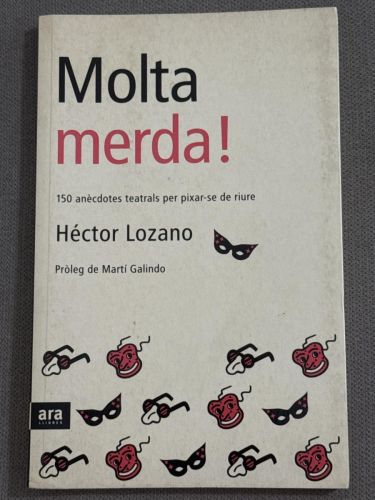 Molta
merda!
150 anècdotes teatrals per pixar-se de riure
Héctor Lozano
Pròleg de Martí Galindo
ara
LLIBRES